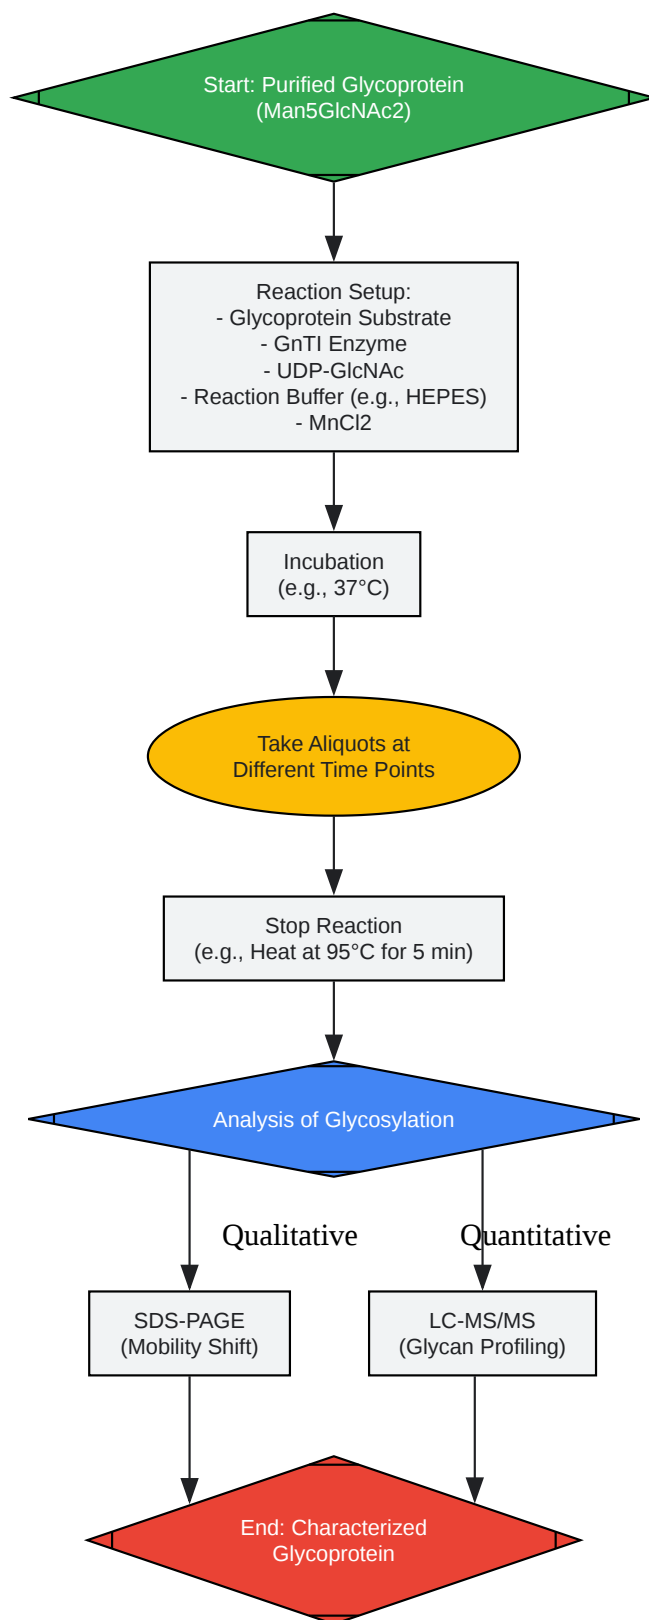 Start: Purified Glycoprotein
(Man5GlcNAc2)
Reaction Setup:
- Glycoprotein Substrate
- GnTI Enzyme
- UDP-GlcNAc
- Reaction Buffer (e.g., HEPES)
- MnCl2
Incubation
(e.g., 37°C)
Take Aliquots at
Different Time Points
Stop Reaction
(e.g., Heat at 95°C for 5 min)
Analysis of Glycosylation
Qualitative
Quantitative
SDS-PAGE
(Mobility Shift)
LC-MS/MS
(Glycan Profiling)
End: Characterized
Glycoprotein